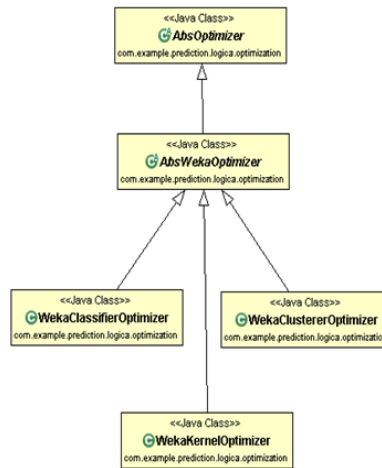 <<Java Class>>
AbsOptimizer
com.example.prediction.logica.optimization
<<Java Class>>
AbsWekaOptimizer
com.example.prediction.logica.optimization
<<Java Class>>
WekaClassifierOptimizer
com.example.prediction.logica.optimization
<<Java Class>>
WekaClustererOptimizer
com.example.prediction.logica.optimization
<<Java Class>>
WekaKernelOptimizer
com.example.prediction.logica.optimization